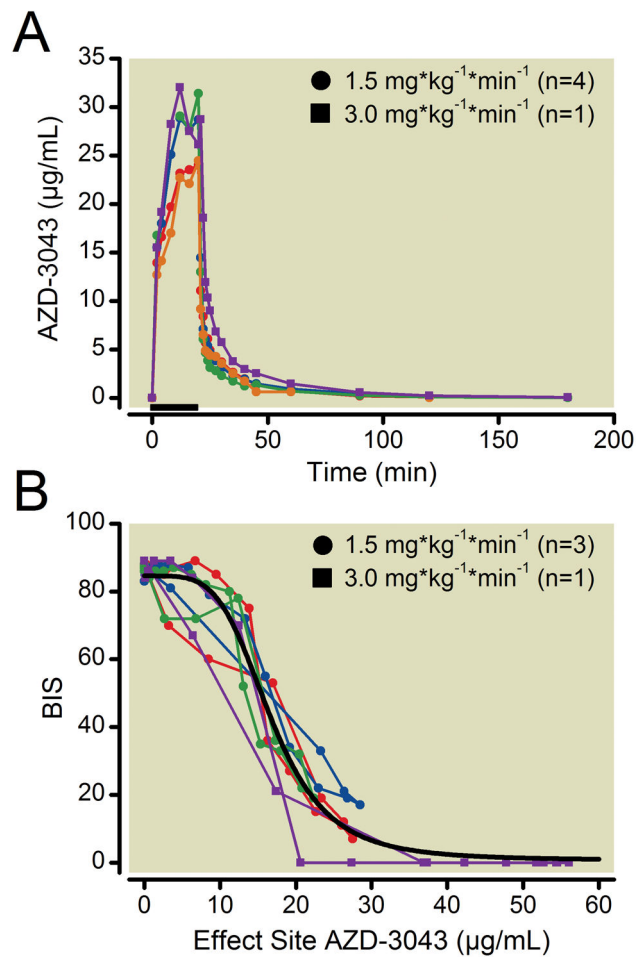 A
35
30
25
20
15
10
5
0
AZD-3043 (µg/mL)
1.5 mg*kg⁻¹*min⁻¹ (n=4)
3.0 mg*kg⁻¹*min⁻¹ (n=1)
0 50 100 150 200
Time (min)
B
100
80
60
40
20
0
BIS
1.5 mg*kg⁻¹*min⁻¹ (n=3)
3.0 mg*kg⁻¹*min⁻¹ (n=1)
0 10 20 30 40 50 60
Effect Site AZD-3043 (µg/mL)